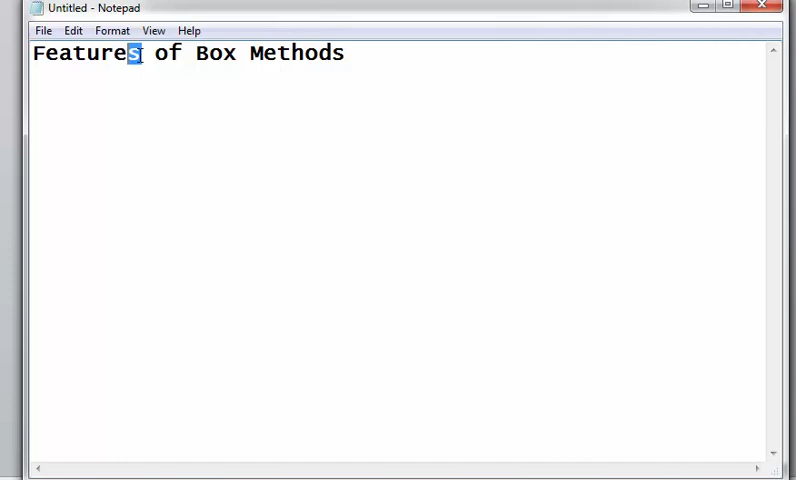 Untitled - Notepad
File Edit Format View Help
Features of Box Methods